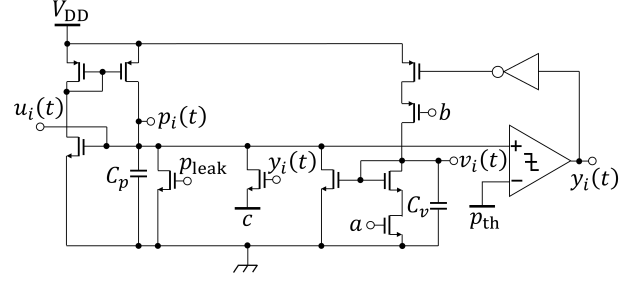 V_DD
u_i(t)
p_i(t)
b
C_p
p_leak
y_i(t)
c
v_i(t)
C_v
a
+
−
p_th
y_i(t)